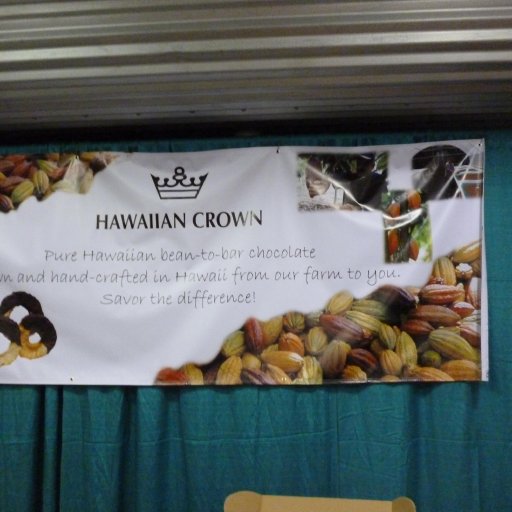 HAWAIIAN CROWN
Pure Hawaiian bean-to-bar chocolate
and hand-crafted in Hawaii from our farm to you.
Savor the difference!